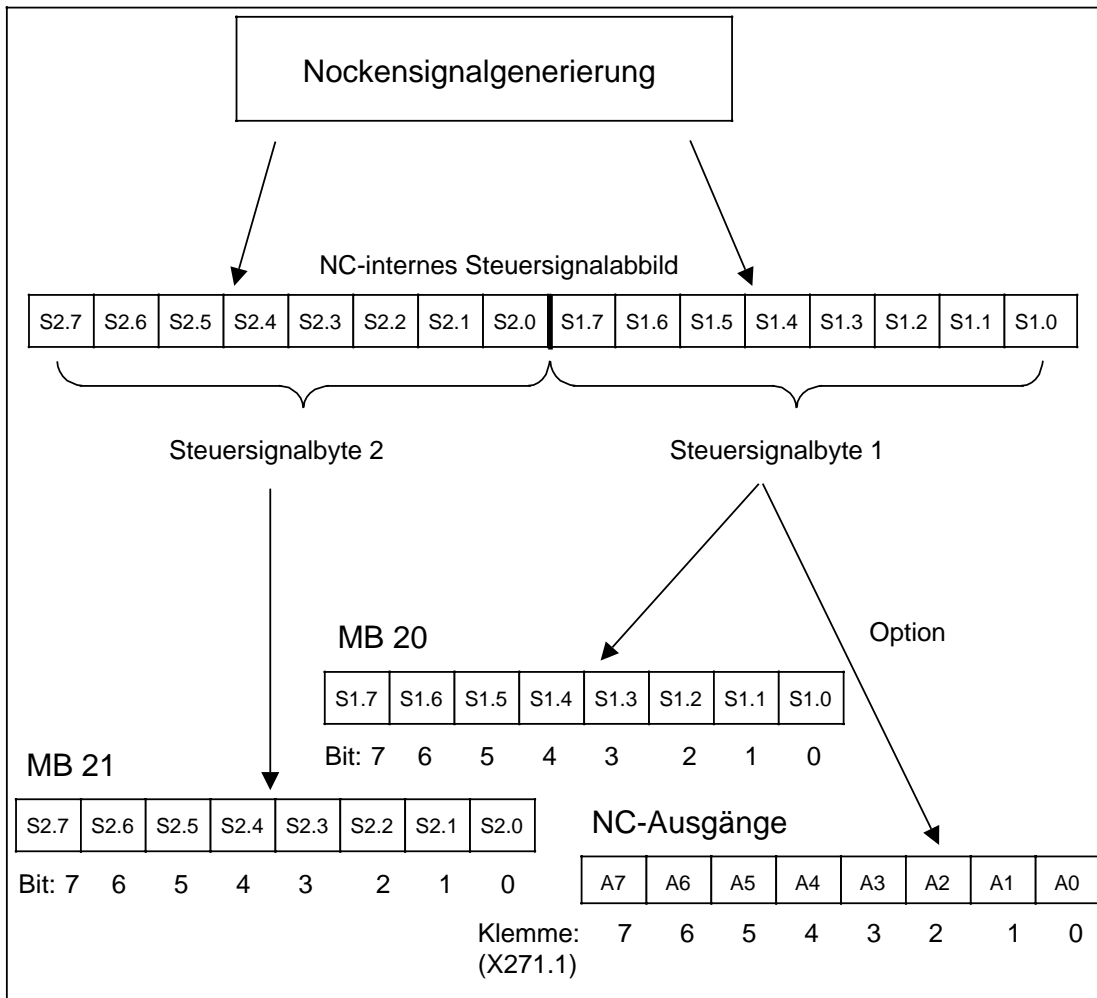 Nockensignalgenerierung
NC-internes Steuersignalabbild
S2.7 S2.6 S2.5 S2.4 S2.3 S2.2 S2.1 S2.0 S1.7 S1.6 S1.5 S1.4 S1.3 S1.2 S1.1 S1.0
Steuersignalbyte 2 Steuersignalbyte 1
Option
MB 20
S1.7 S1.6 S1.5 S1.4 S1.3 S1.2 S1.1 S1.0
Bit: 7 6 5 4 3 2 1 0
MB 21
S2.7 S2.6 S2.5 S2.4 S2.3 S2.2 S2.1 S2.0
Bit: 7 6 5 4 3 2 1 0
NC-Ausgänge
A7 A6 A5 A4 A3 A2 A1 A0
Klemme: 7 6 5 4 3 2 1 0
(X271.1)